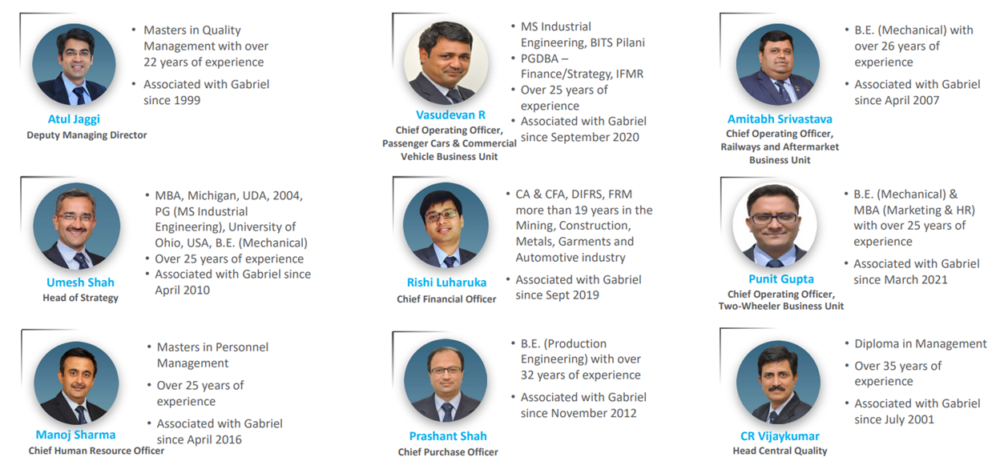 • Masters in Quality
Management with over
22 years of experience
• Associated with Gabriel
since 1999
Atul Jaggi
Deputy Managing Director
• MS Industrial
Engineering, BITS Pilani
• PGDBA –
Finance/Strategy, IFMR
• Over 25 years of
experience
• Associated with Gabriel
since September 2020
Vasudevan R
Chief Operating Officer,
Passenger Cars & Commercial
Vehicle Business Unit
• B.E. (Mechanical) with
over 26 years of
experience
• Associated with Gabriel
since April 2007
Amitabh Srivastava
Chief Operating Officer,
Railways and Aftermarket
Business Unit
• MBA, Michigan, UDA, 2004,
PG (MS Industrial
Engineering), University of
Ohio, USA, B.E. (Mechanical)
• Over 25 years of experience
• Associated with Gabriel since
April 2010
Umesh Shah
Head of Strategy
• CA & CFA, DIFRS, FRM
more than 19 years in the
Mining, Construction,
Metals, Garments and
Automotive industry
• Associated with Gabriel
since Sept 2019
Rishi Luharuka
Chief Financial Officer
• B.E. (Mechanical) &
MBA (Marketing & HR)
with over 25 years of
experience
• Associated with Gabriel
since March 2021
Punit Gupta
Chief Operating Officer,
Two-Wheeler Business Unit
• Masters in Personnel
Management
• Over 25 years of
experience
• Associated with Gabriel
since April 2016
Manoj Sharma
Chief Human Resource Officer
• B.E. (Production
Engineering) with over
32 years of experience
• Associated with Gabriel
since November 2012
Prashant Shah
Chief Purchase Officer
• Diploma in Management
• Over 35 years of
experience
• Associated with Gabriel
since July 2001
CR Vijaykumar
Head Central Quality